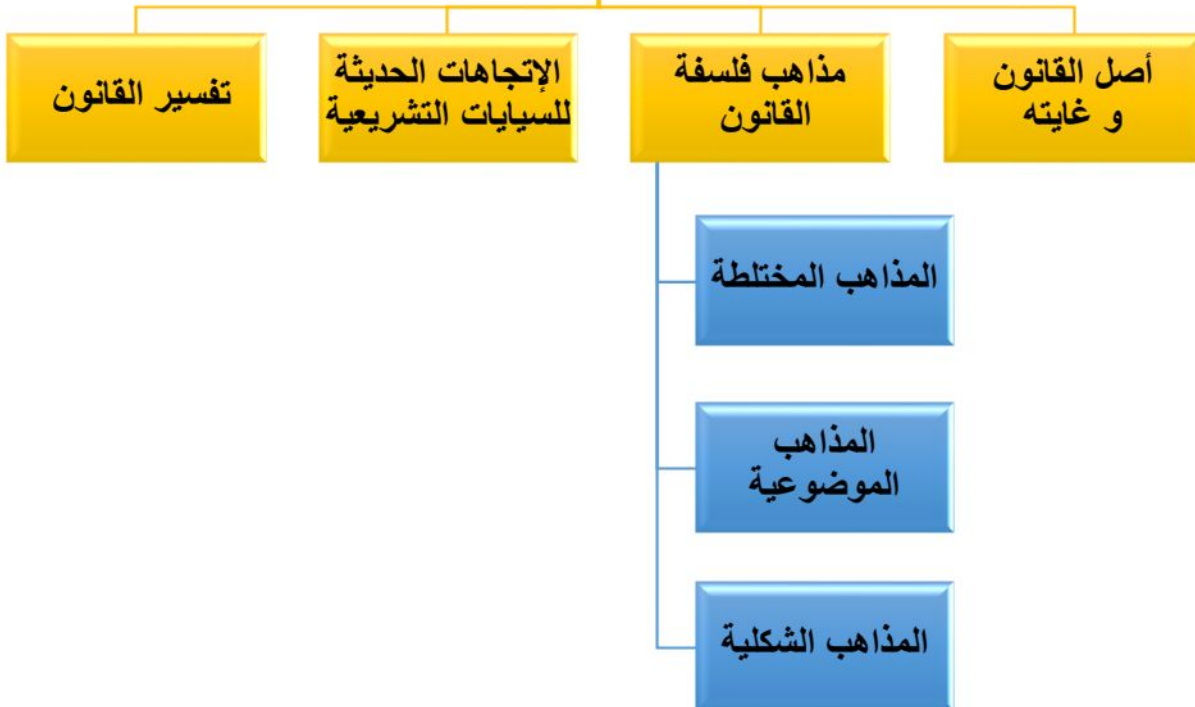 أصل القانون
و غايته
مذاهب فلسفة
القانون
الإتجاهات الحديثة
للسيايات التشريعية
تفسير القانون
المذاهب المختلطة
المذاهب
الموضوعية
المذاهب الشكلية